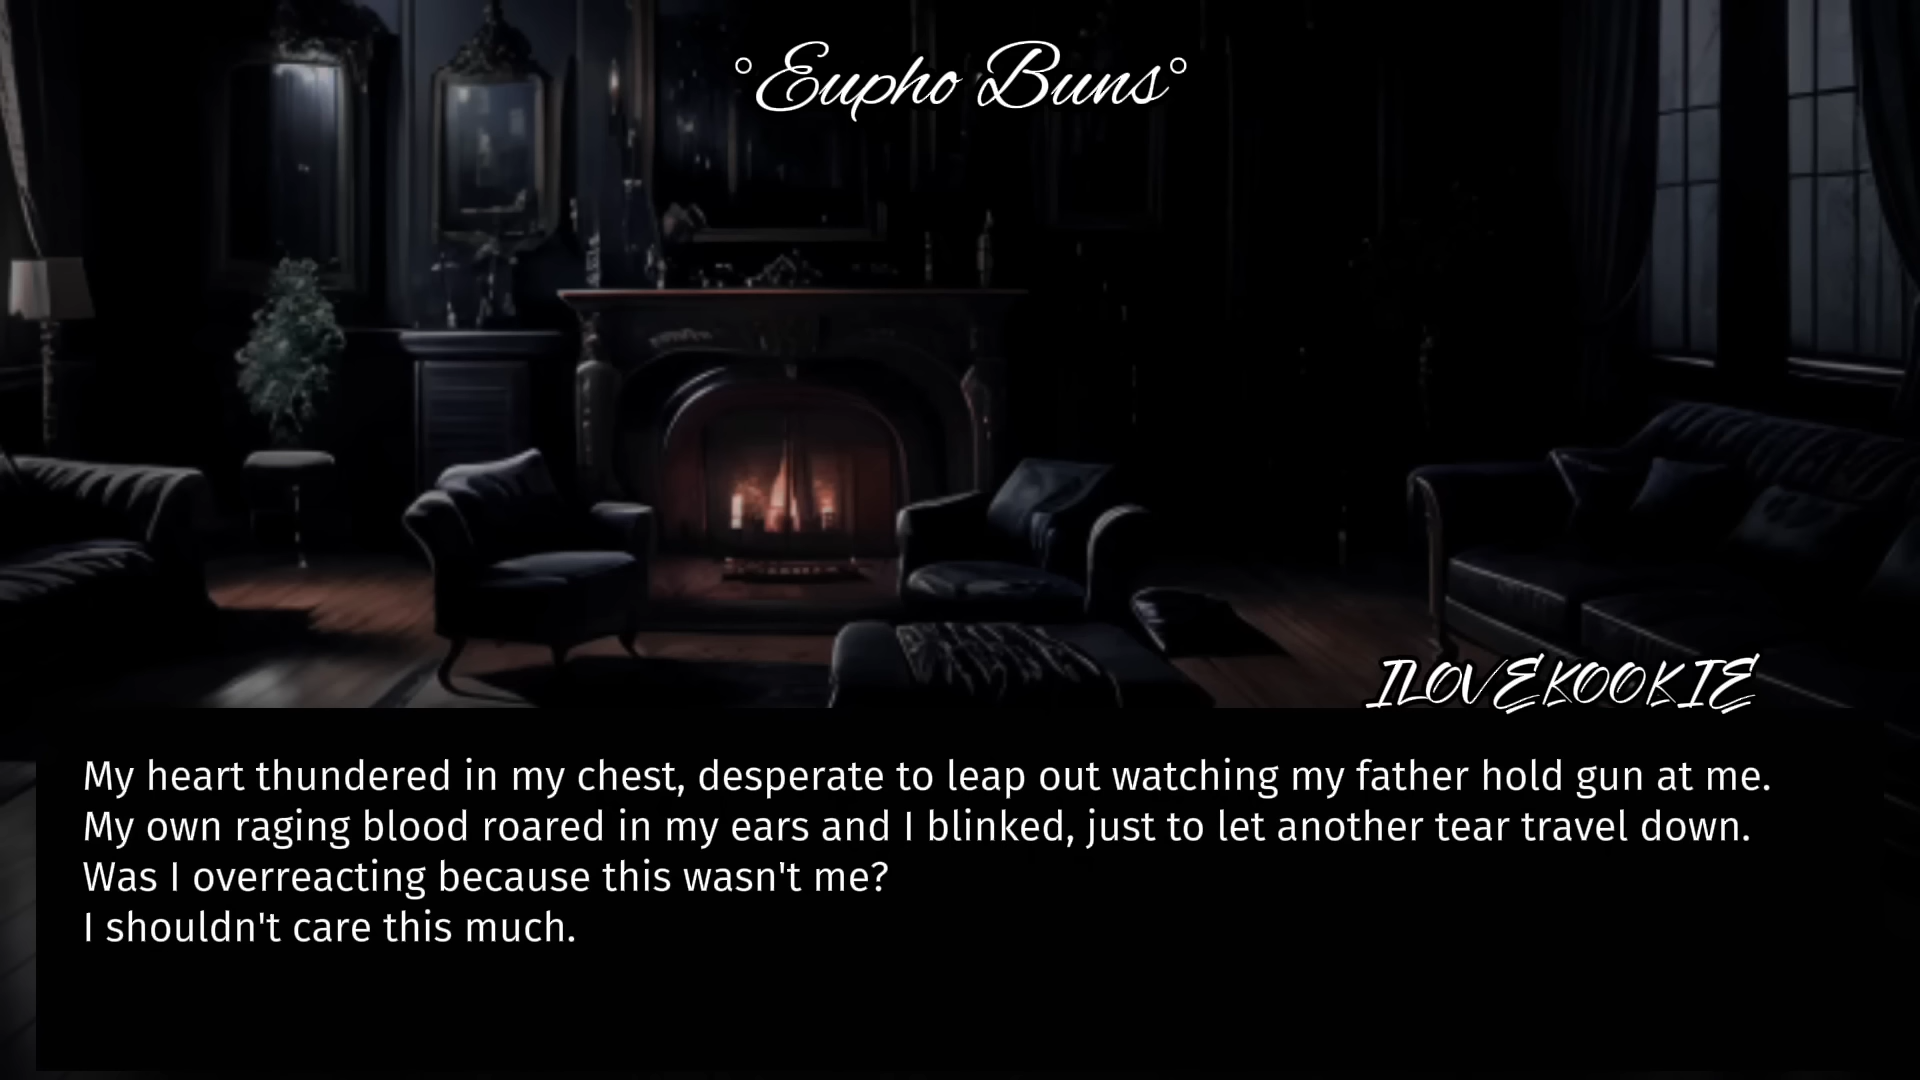 °Eupho Buns°
ILOVEKOOKIE
My heart thundered in my chest, desperate to leap out watching my father hold gun at me.
My own raging blood roared in my ears and I blinked, just to let another tear travel down.
Was I overreacting because this wasn't me?
I shouldn't care this much.